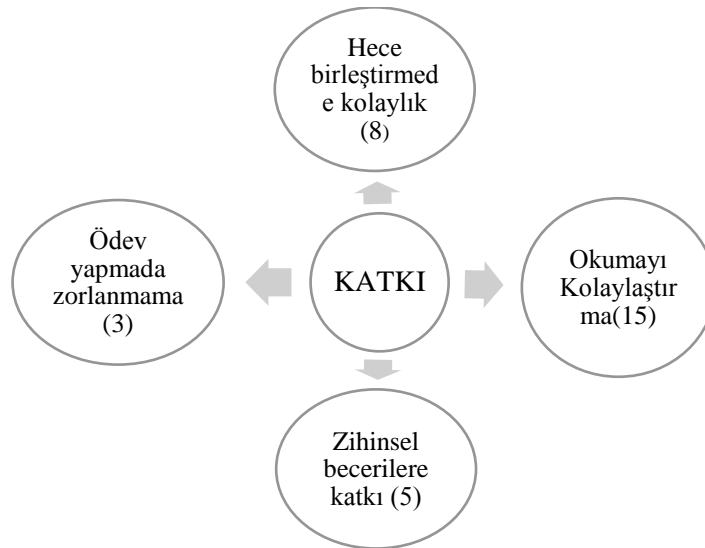 Hece
birleştirmed
e kolaylık
(8)
Ödev
yapmada
zorlanmama
(3)
KATKI
Okumayı
Kolaylaştır
ma(15)
Zihinsel
becerilere
katkı (5)